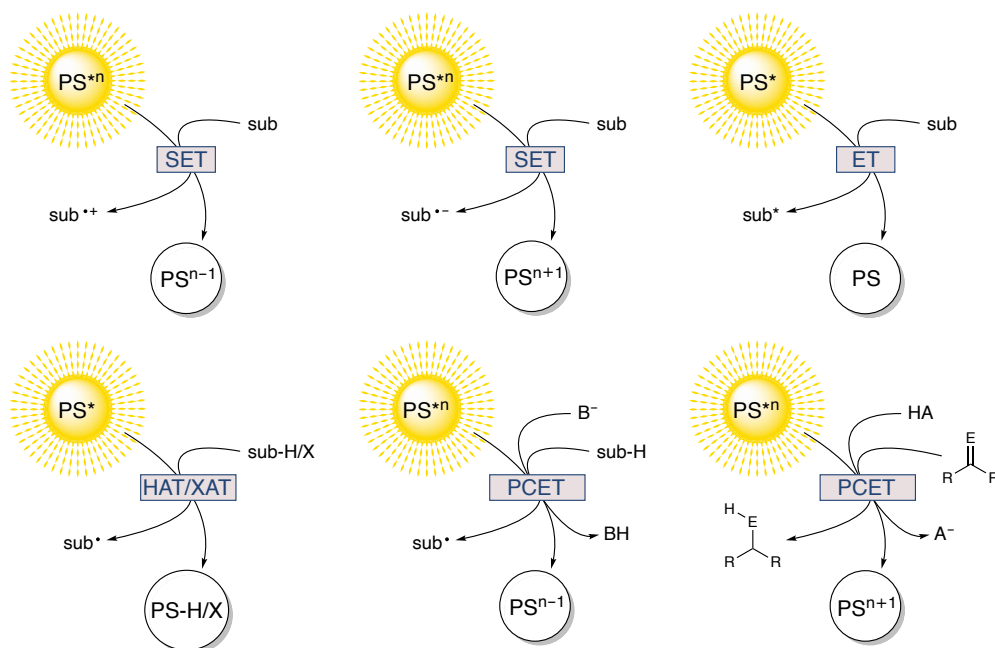 PS*ⁿ
sub
SET
sub•+
PSⁿ⁻¹
PS*ⁿ
sub
SET
sub•−
PSⁿ⁺¹
PS*
sub
ET
sub*
PS
PS*
sub-H/X
HAT/XAT
sub•
PS-H/X
PS*ⁿ
B⁻
sub-H
PCET
sub•
BH
PSⁿ⁻¹
PS*ⁿ
HA
E
R R
PCET
H
E
R R
A⁻
PSⁿ⁺¹